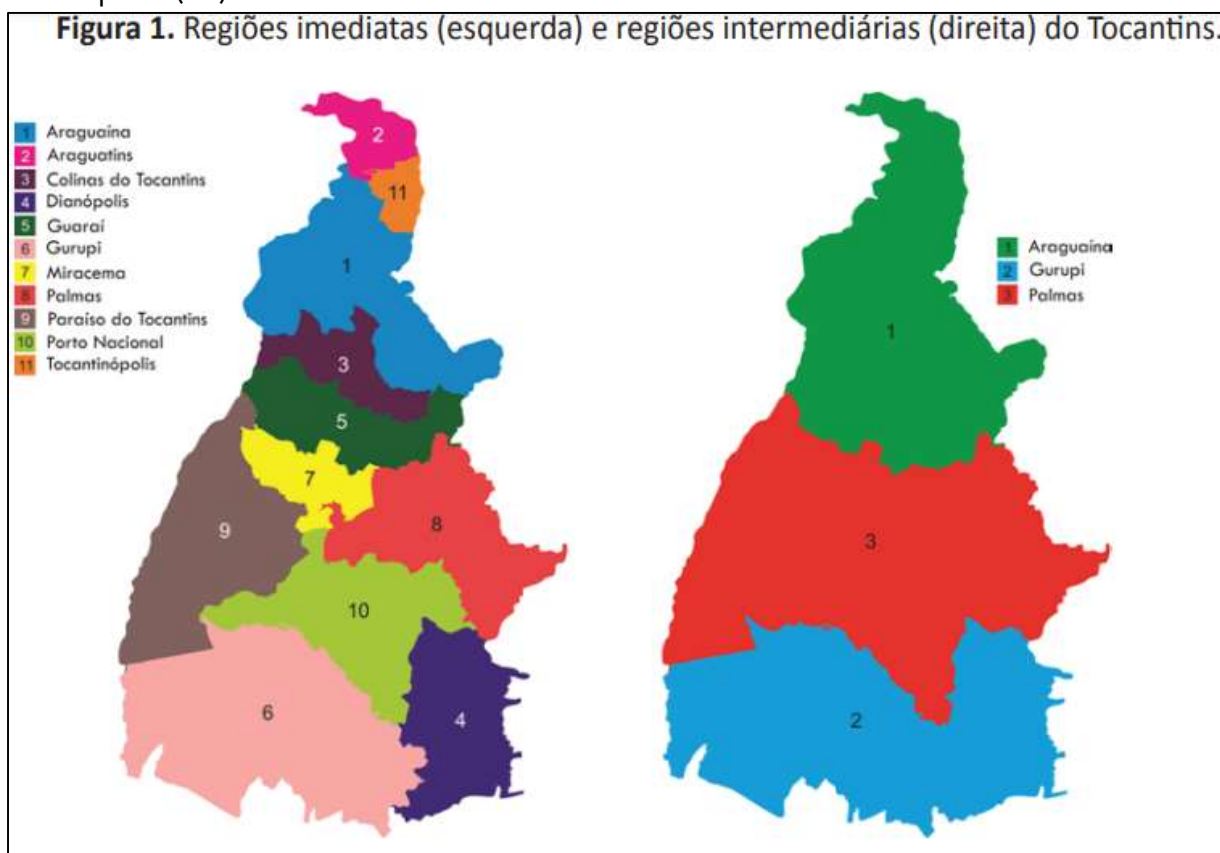 Figura 1. Regiões imediatas (esquerda) e regiões intermediárias (direita) do Tocantins.
1 Araguaína
2 Araguatins
3 Colinas do Tocantins
4 Dianópolis
5 Guaraí
6 Gurupi
7 Miracema
8 Palmas
9 Paraíso do Tocantins
10 Porto Nacional
11 Tocantinópolis
2
11
1
3
5
7
9
8
10
6
4
1 Araguaína
2 Gurupi
3 Palmas
1
3
2